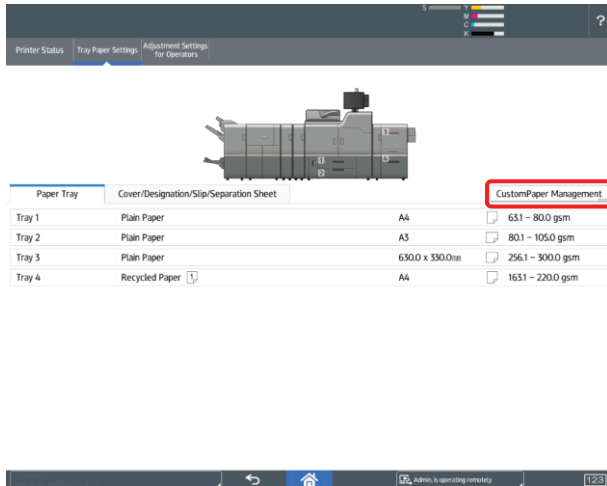 S Y
M
C
K
?
Printer Status Tray Paper Settings Adjustment Settings
for Operators
3
1 4
2
Paper Tray Cover/Designation/Slip/Separation Sheet CustomPaper Management
Tray 1 Plain Paper A4 63.1 – 80.0 gsm
Tray 2 Plain Paper A3 80.1 – 105.0 gsm
Tray 3 Plain Paper 630.0 x 330.0mm 256.1 – 300.0 gsm
Tray 4 Recycled Paper 1 A4 163.1 – 220.0 gsm
Admin. is operating remotely 123